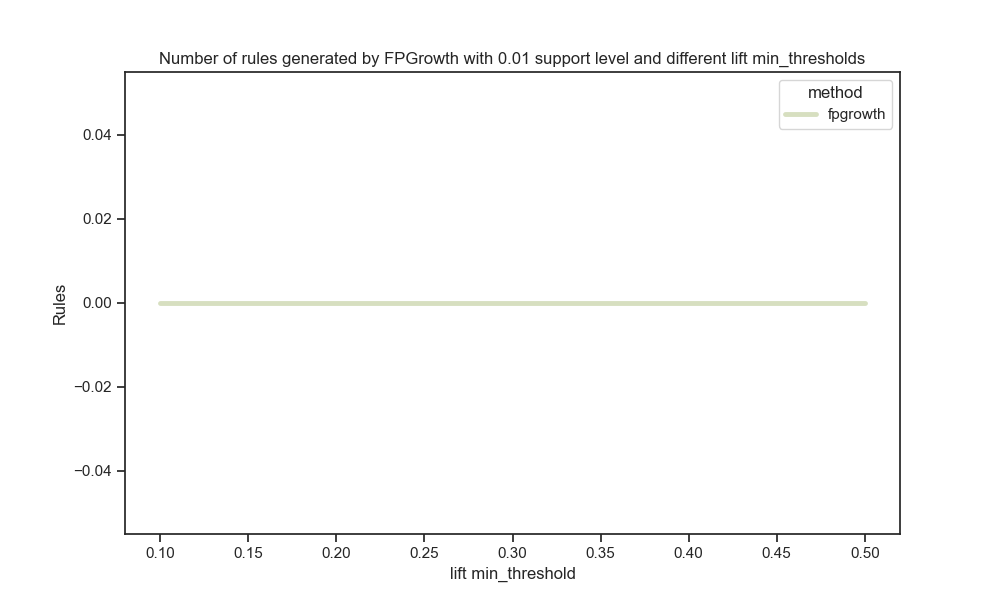 Number of rules generated by FPGrowth with 0.01 support level and different lift min_thresholds
method
fpgrowth
0.04
0.02
0.00
−0.02
−0.04
Rules
0.10 0.15 0.20 0.25 0.30 0.35 0.40 0.45 0.50
lift min_threshold